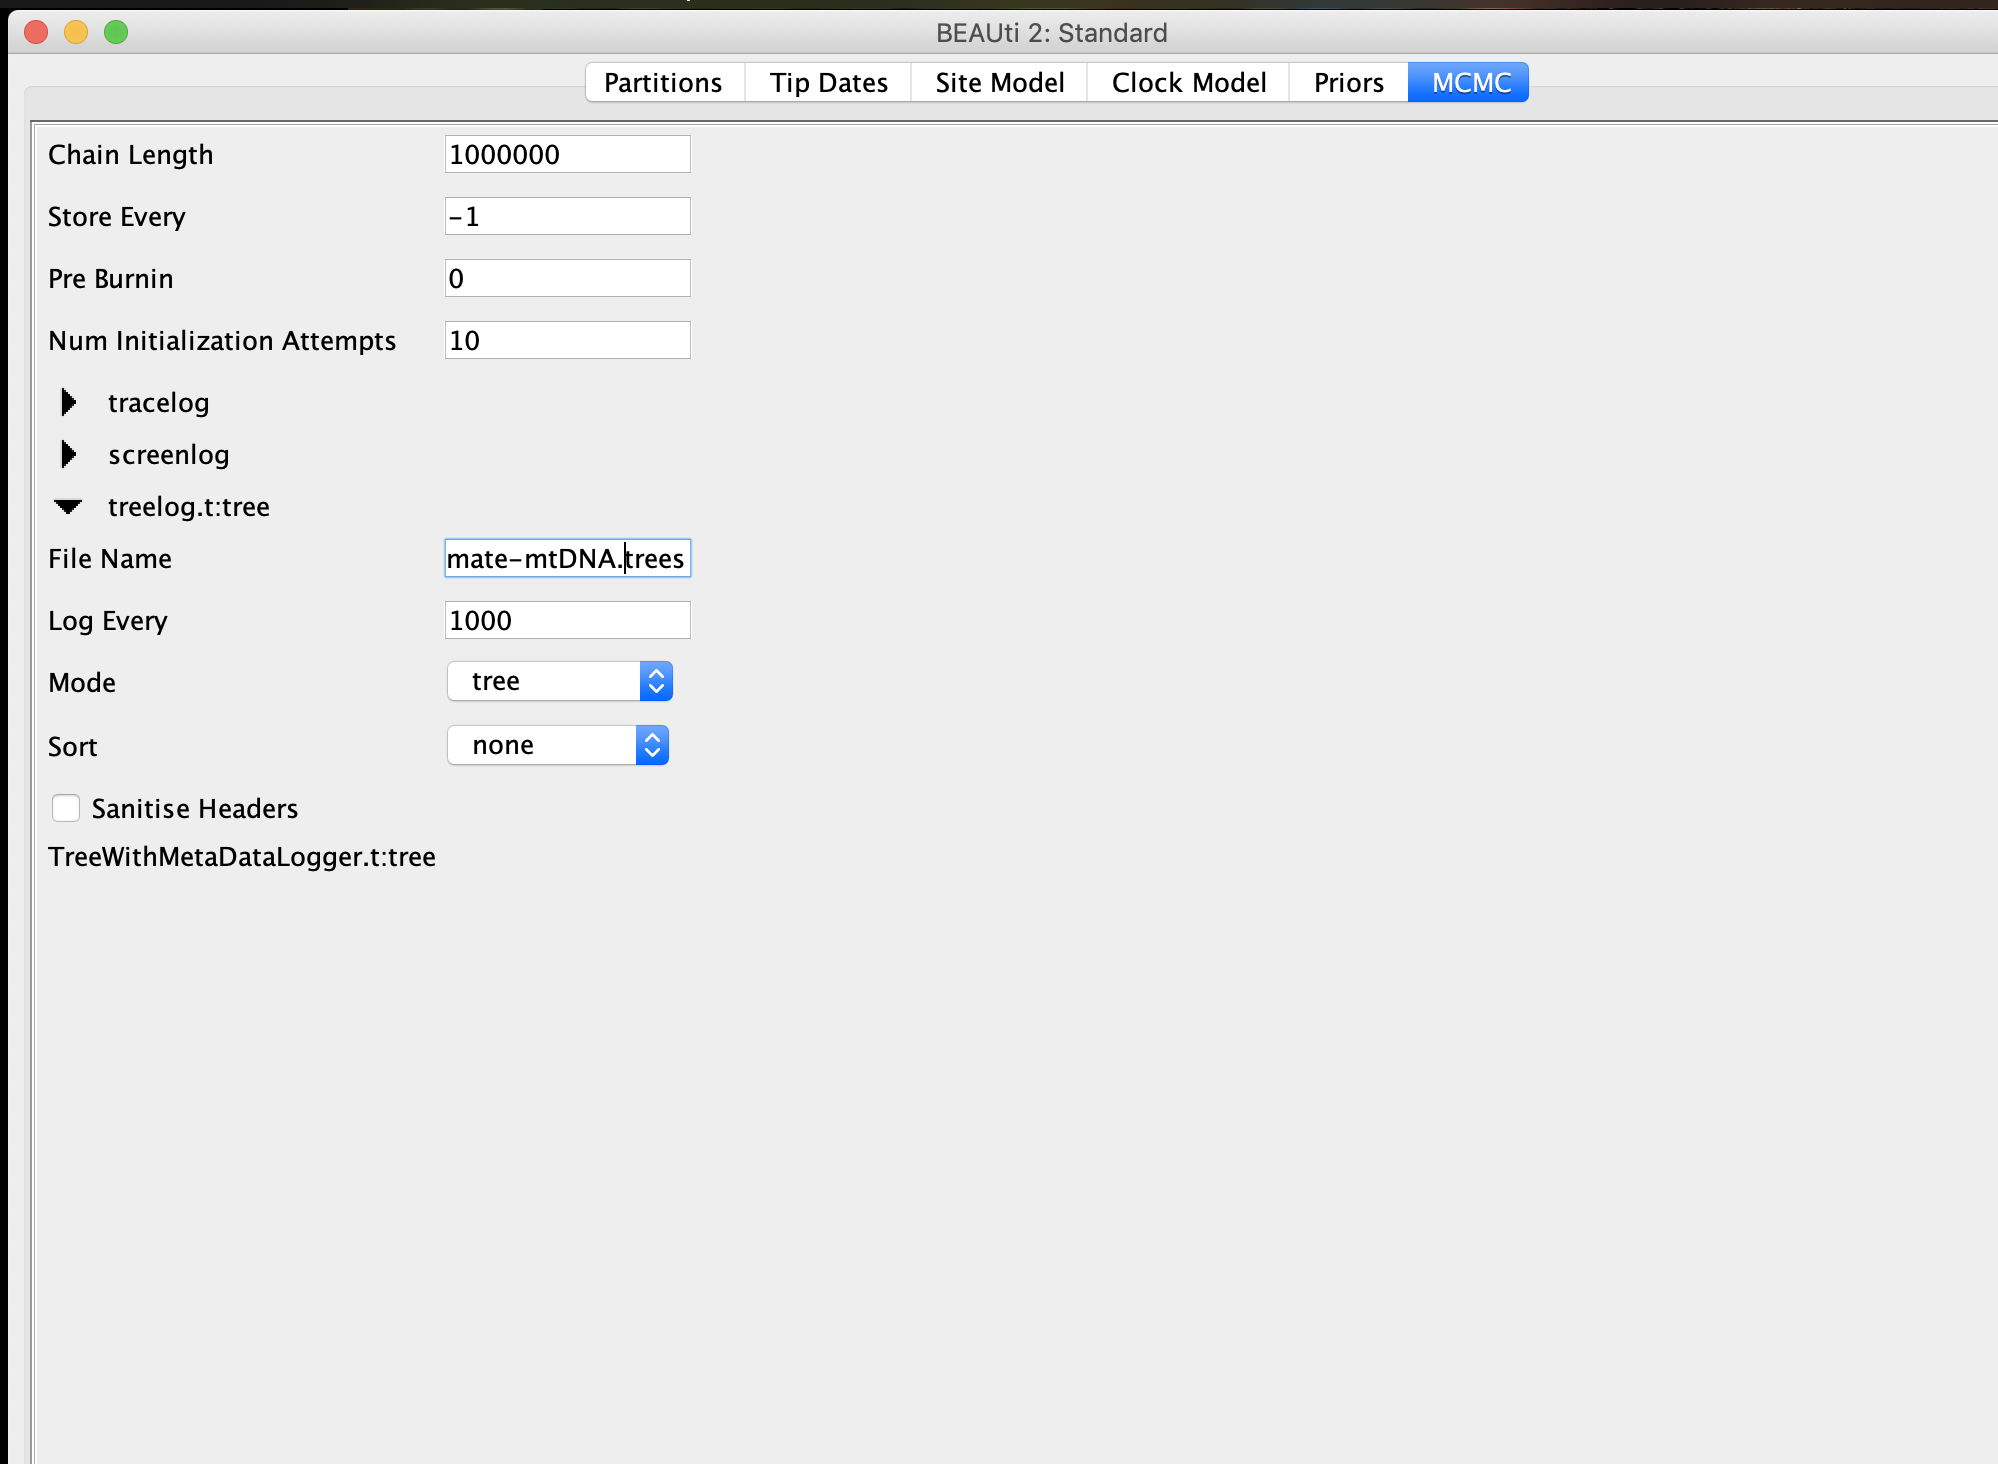 BEAUti 2: Standard
Partitions Tip Dates Site Model Clock Model Priors MCMC
Chain Length 1000000
Store Every -1
Pre Burnin 0
Num Initialization Attempts 10
tracelog
screenlog
treelog.t:tree
File Name mate-mtDNA.trees
Log Every 1000
Mode tree
Sort none
Sanitise Headers
TreeWithMetaDataLogger.t:tree